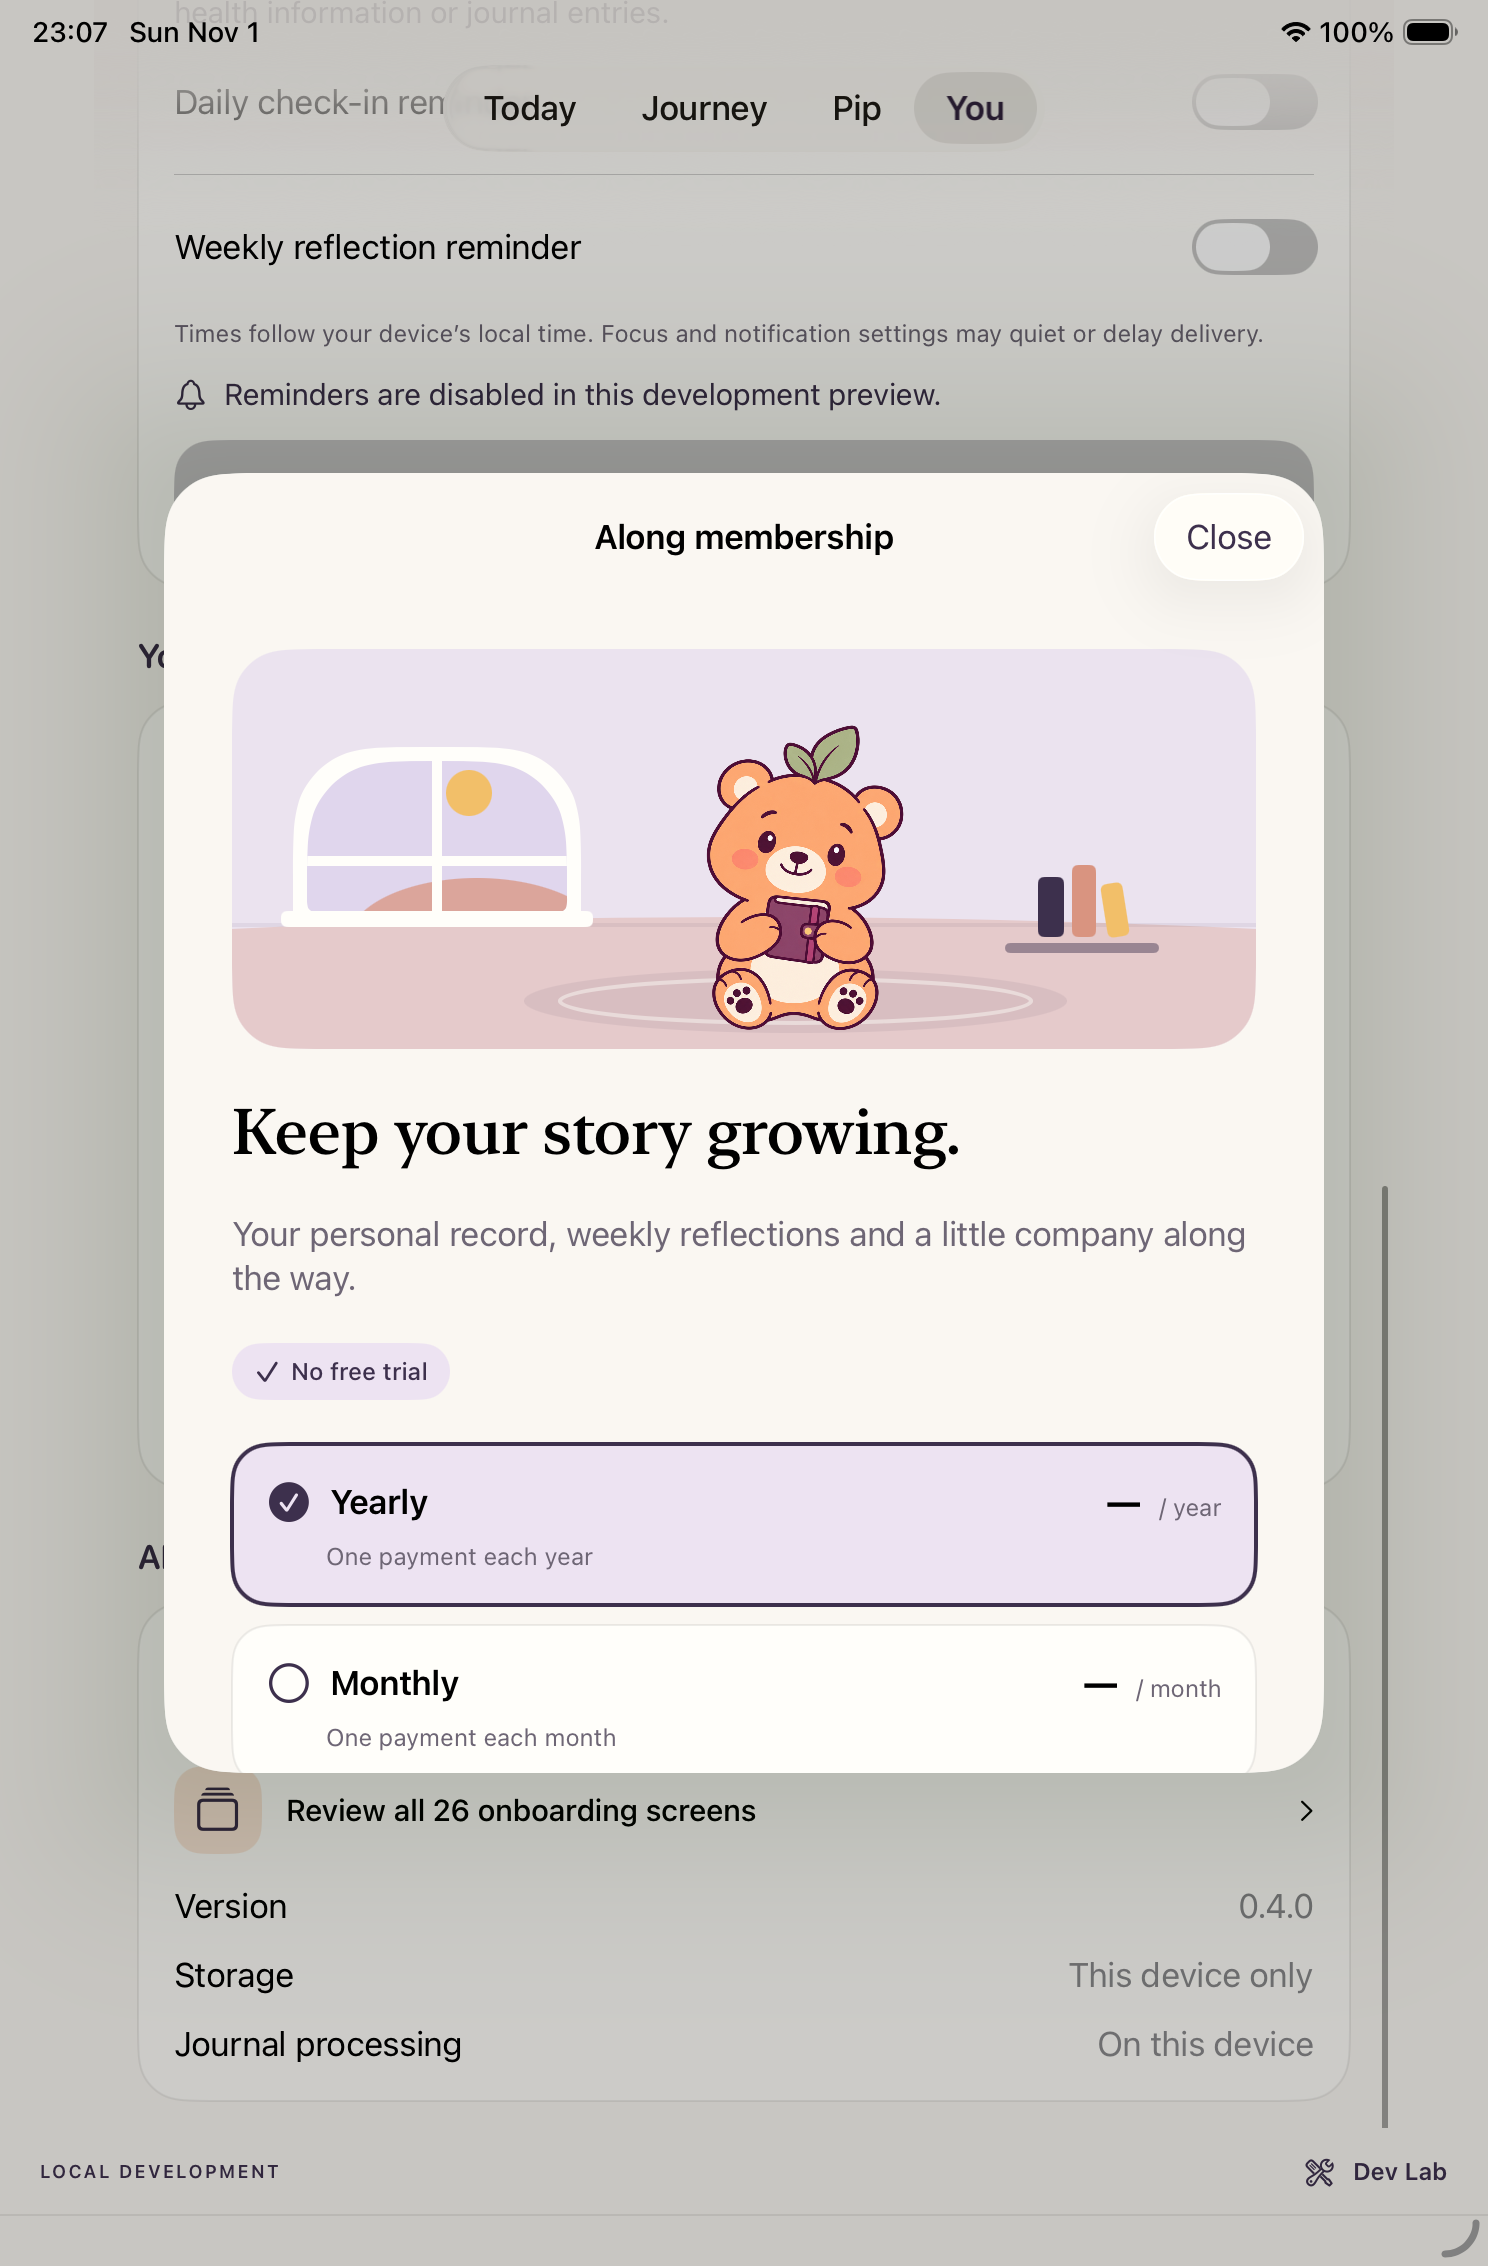 health information or journal entries.
23:07 Sun Nov 1 100%
Daily check-in
Today Journey Pip You
Weekly reflection reminder
Times follow your device’s local time. Focus and notification settings may quiet or delay delivery.
Reminders are disabled in this development preview.
Along membership
Close
Keep your story growing.
Your personal record, weekly reflections and a little company along
the way.
No free trial
Yearly — / year
One payment each year
Monthly — / month
One payment each month
Review all 26 onboarding screens
Version 0.4.0
Storage This device only
Journal processing On this device
LOCAL DEVELOPMENT Dev Lab